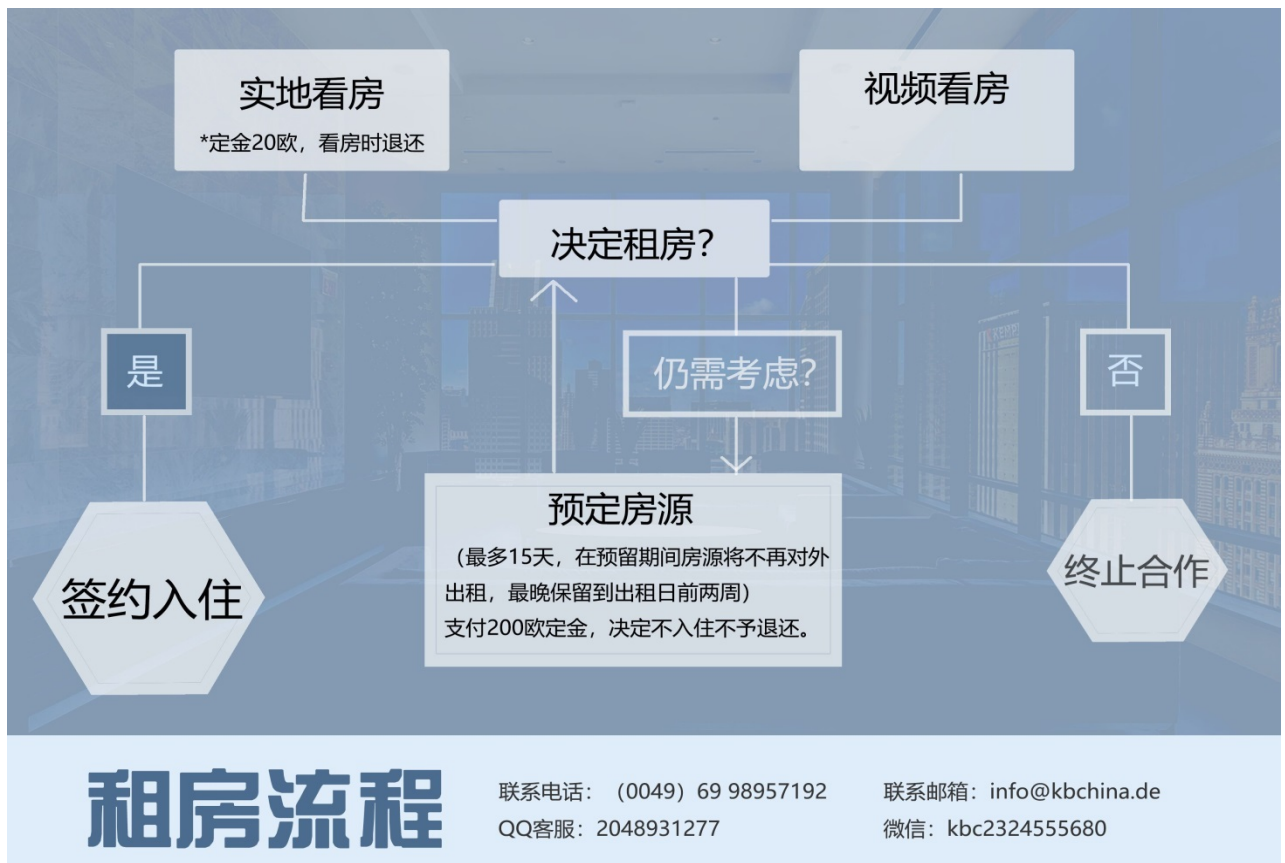 实地看房
*定金20欧，看房时退还
视频看房
决定租房？
是
仍需考虑？
否
预定房源
（最多15天，在预留期间房源将不再对外
出租，最晚保留到出租日前两周）
支付200欧定金，决定不入住不予退还。
签约入住
终止合作
租房流程
联系电话：（0049）69 98957192
QQ客服：2048931277
联系邮箱：info@kbchina.de
微信：kbc2324555680